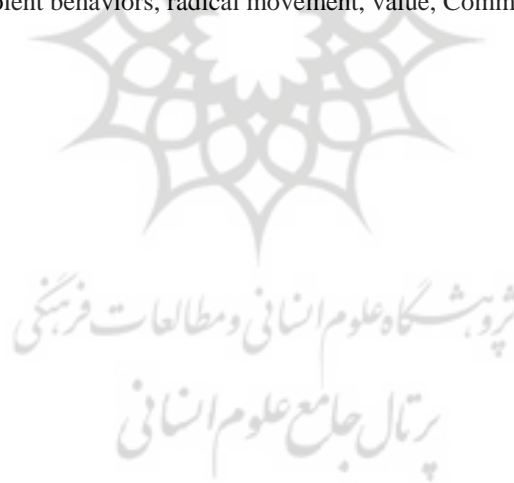 olent behaviors, radical movement, value, Comm
پژوهشگاه علوم انسانی و مطالعات فرهنگی
پرتال جامع علوم انسانی